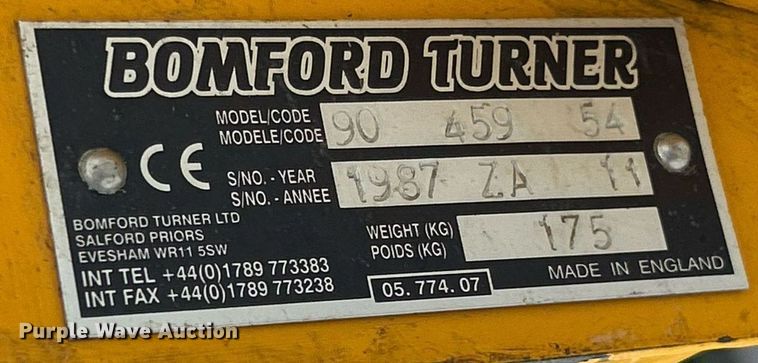 BOMFORD TURNER
MODEL/CODE
MODELE/CODE
90 459 54
CE
S/NO. - YEAR
S/NO. - ANNEE
1987 ZA 11
BOMFORD TURNER LTD
SALFORD PRIORS
EVESHAM WR11 5SW
WEIGHT (KG)
POIDS (KG)
175
INT TEL +44(0)1789 773383
INT FAX +44(0)1789 773238
05. 774. 07
MADE IN ENGLAND
Purple Wave Auction